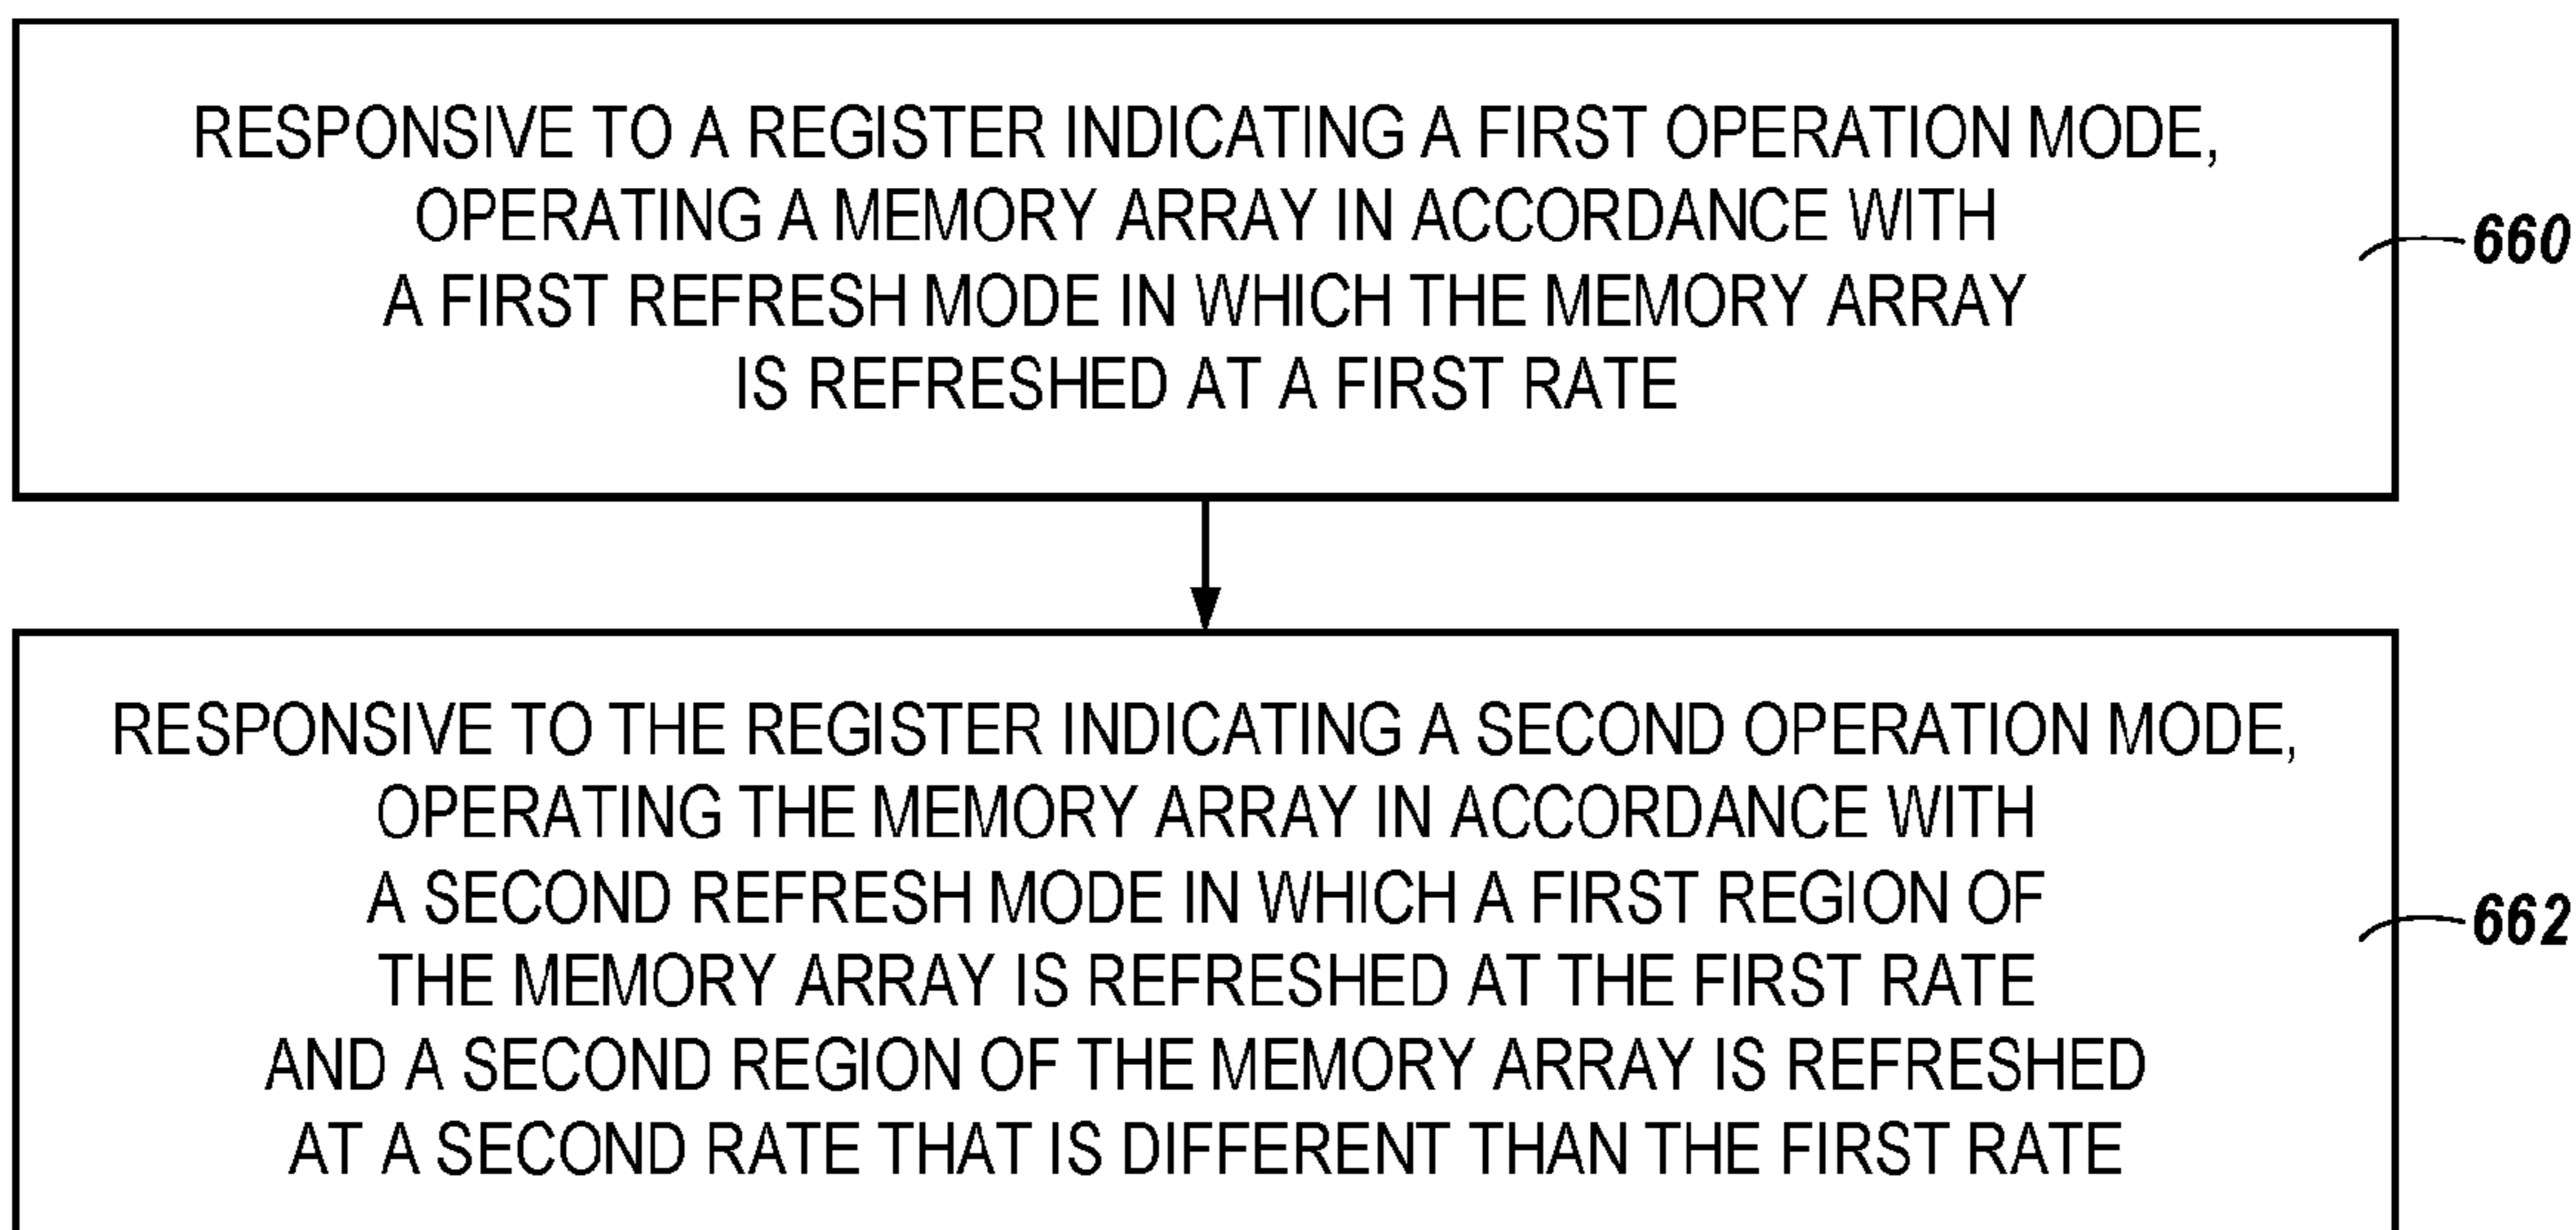 RESPONSIVE TO A REGISTER INDICATING A FIRST OPERATION MODE,
OPERATING A MEMORY ARRAY IN ACCORDANCE WITH
A FIRST REFRESH MODE IN WHICH THE MEMORY ARRAY
IS REFRESHED AT A FIRST RATE
660
RESPONSIVE TO THE REGISTER INDICATING A SECOND OPERATION MODE,
OPERATING THE MEMORY ARRAY IN ACCORDANCE WITH
A SECOND REFRESH MODE IN WHICH A FIRST REGION OF
THE MEMORY ARRAY IS REFRESHED AT THE FIRST RATE
AND A SECOND REGION OF THE MEMORY ARRAY IS REFRESHED
AT A SECOND RATE THAT IS DIFFERENT THAN THE FIRST RATE
662